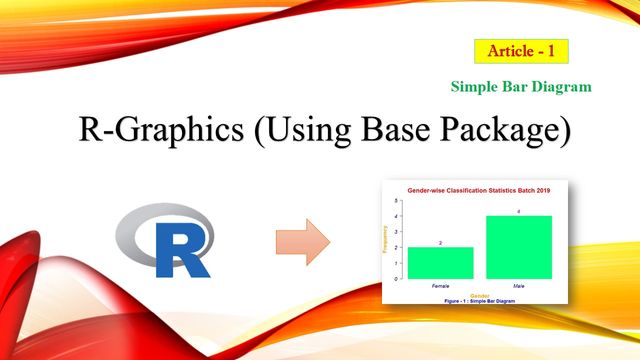 Article - 1
Simple Bar Diagram
R-Graphics (Using Base Package)
R
Gender-wise Classification Statistics Batch 2019
Frequency
5
4
3
2
1
0
2
4
Female Male
Gender
Figure - 1 : Simple Bar Diagram